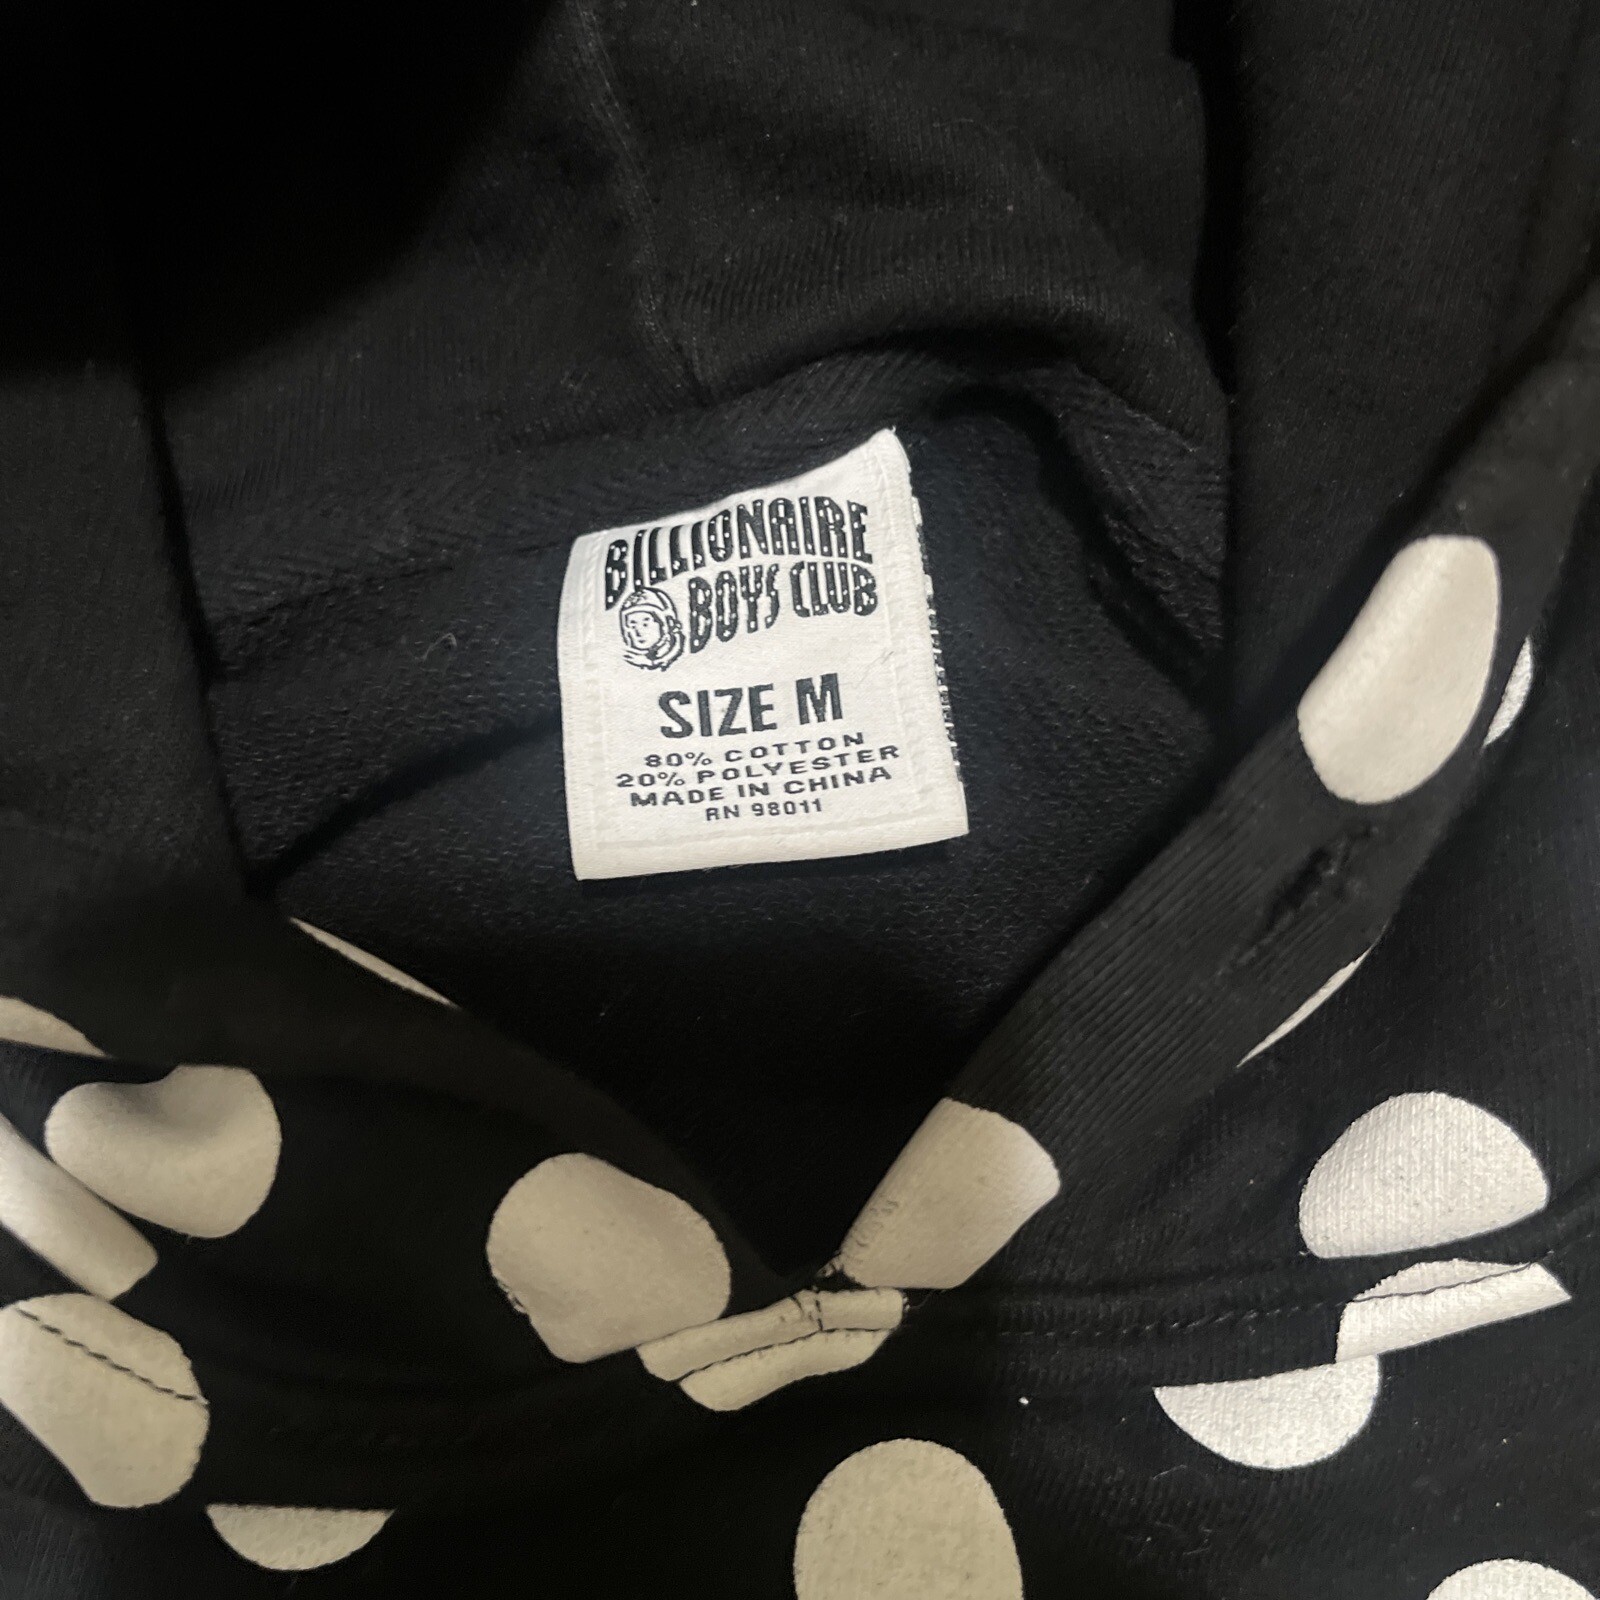 BILLIONAIRE
BOYS CLUB
SIZE M
80% COTTON
20% POLYESTER
MADE IN CHINA
RN 98011